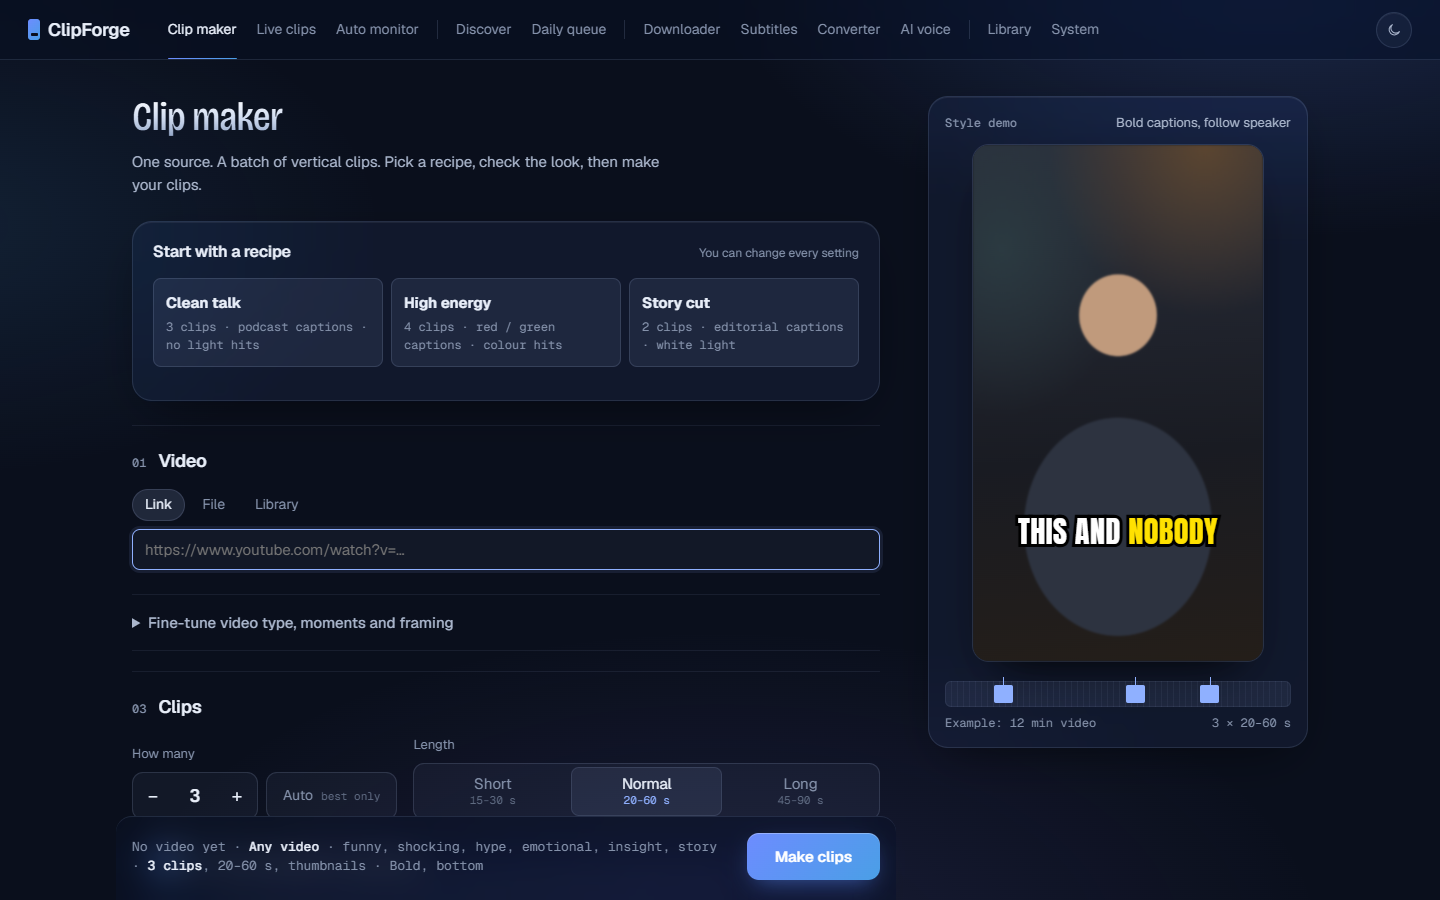 ClipForge
Clip maker
Live clips
Auto monitor
Discover
Daily queue
Downloader
Subtitles
Converter
AI voice
Library
System
Clip maker
One source. A batch of vertical clips. Pick a recipe, check the look, then make
your clips.
Start with a recipe
You can change every setting
Clean talk
3 clips · podcast captions ·
no light hits
High energy
4 clips · red / green
captions · colour hits
Story cut
2 clips · editorial captions
· white light
01 Video
Link
File
Library
https://www.youtube.com/watch?v=…
Fine-tune video type, moments and framing
03 Clips
How many
− 3 +
Auto best only
Length
Short
15–30 s
Normal
20–60 s
Long
45–90 s
No video yet · Any video · funny, shocking, hype, emotional, insight, story
· 3 clips, 20–60 s, thumbnails · Bold, bottom
Make clips
Style demo
Bold captions, follow speaker
THIS AND NOBODY
Example: 12 min video
3 × 20–60 s